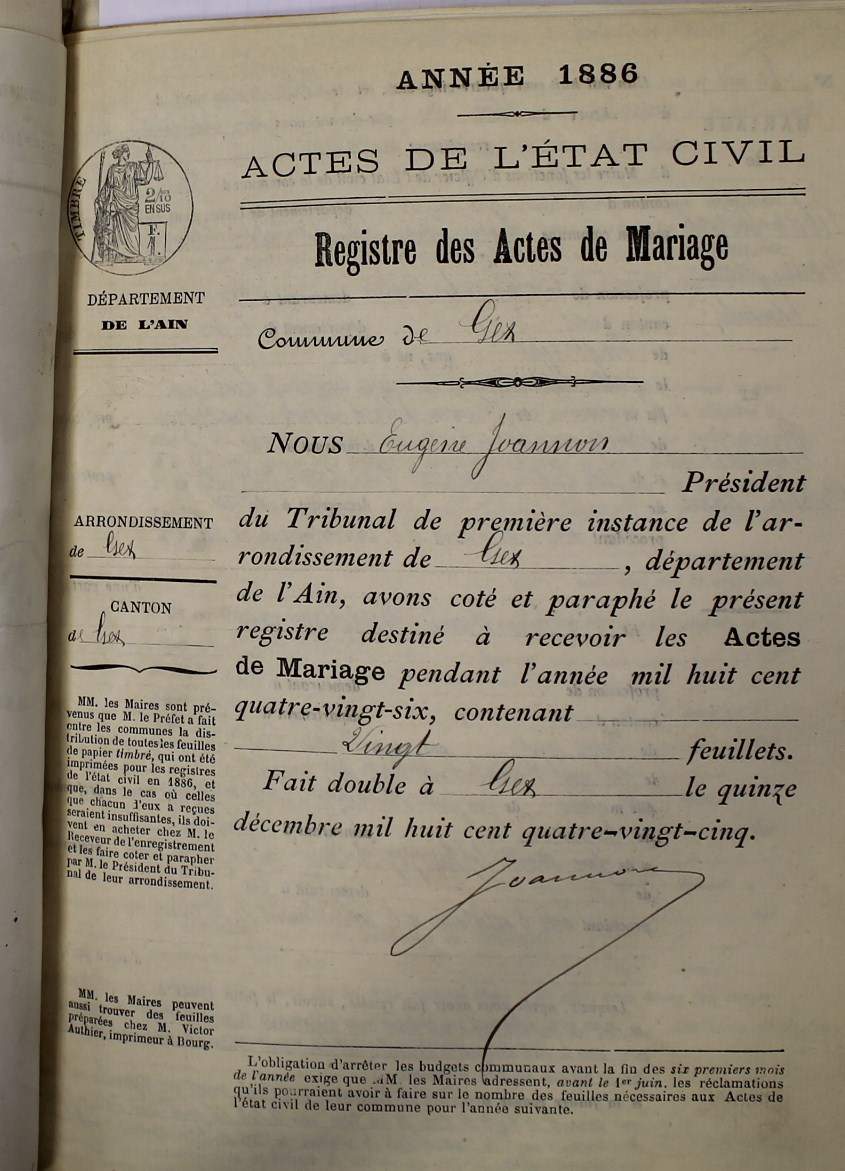 ANNÉE 1886
ACTES DE L'ÉTAT CIVIL
TIMBRE
2/10
EN SUS
Registre des Actes de Mariage
DÉPARTEMENT
DE L'AIN
Commune de Gex
NOUS Eugène Joannon
Président
du Tribunal de première instance de l'ar-
rondissement de Gex, département
de l'Ain, avons coté et paraphé le présent
registre destiné à recevoir les Actes
de Mariage pendant l'année mil huit cent
quatre-vingt-six, contenant
Vingt feuillets.
Fait double à Gex le quinze
décembre mil huit cent quatre-vingt-cinq.
Joannon
ARRONDISSEMENT
de Gex
CANTON
de Gex
MM. les Maires sont pré-
venus que M. le Préfet a fait
entre les communes la dis-
tribution de toutes les feuilles
de papier timbré, qui ont été
imprimées pour les registres
de l'état civil en 1886, et
que, dans le cas où celles
que chacun d'eux a reçues
seraient insuffisantes, ils doi-
vent en acheter chez M. le
Receveur de l'enregistrement
et les faire coter et parapher
par M. le Président du Tribu-
nal de leur arrondissement.
MM. les Maires peuvent
aussi trouver des feuilles
préparées chez M. Victor
Authier, imprimeur à Bourg.
L'obligation d'arrêter les budgets communaux avant la fin des six premiers mois
de l'année exige que MM. les Maires adressent, avant le 1er juin, les réclamations
qu'ils pourraient avoir à faire sur le nombre des feuilles nécessaires aux Actes de
l'état civil de leur commune pour l'année suivante.